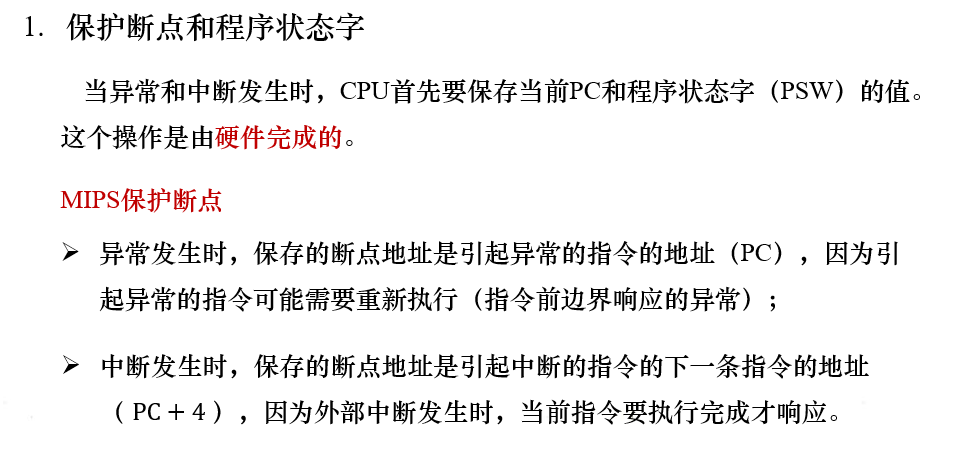 1. 保护断点和程序状态字
当异常和中断发生时，CPU首先要保存当前PC和程序状态字（PSW）的值。
这个操作是由硬件完成的。
MIPS保护断点
➢ 异常发生时，保存的断点地址是引起异常的指令的地址（PC），因为引
起异常的指令可能需要重新执行（指令前边界响应的异常）；
➢ 中断发生时，保存的断点地址是引起中断的指令的下一条指令的地址
（ PC + 4 ），因为外部中断发生时，当前指令要执行完成才响应。